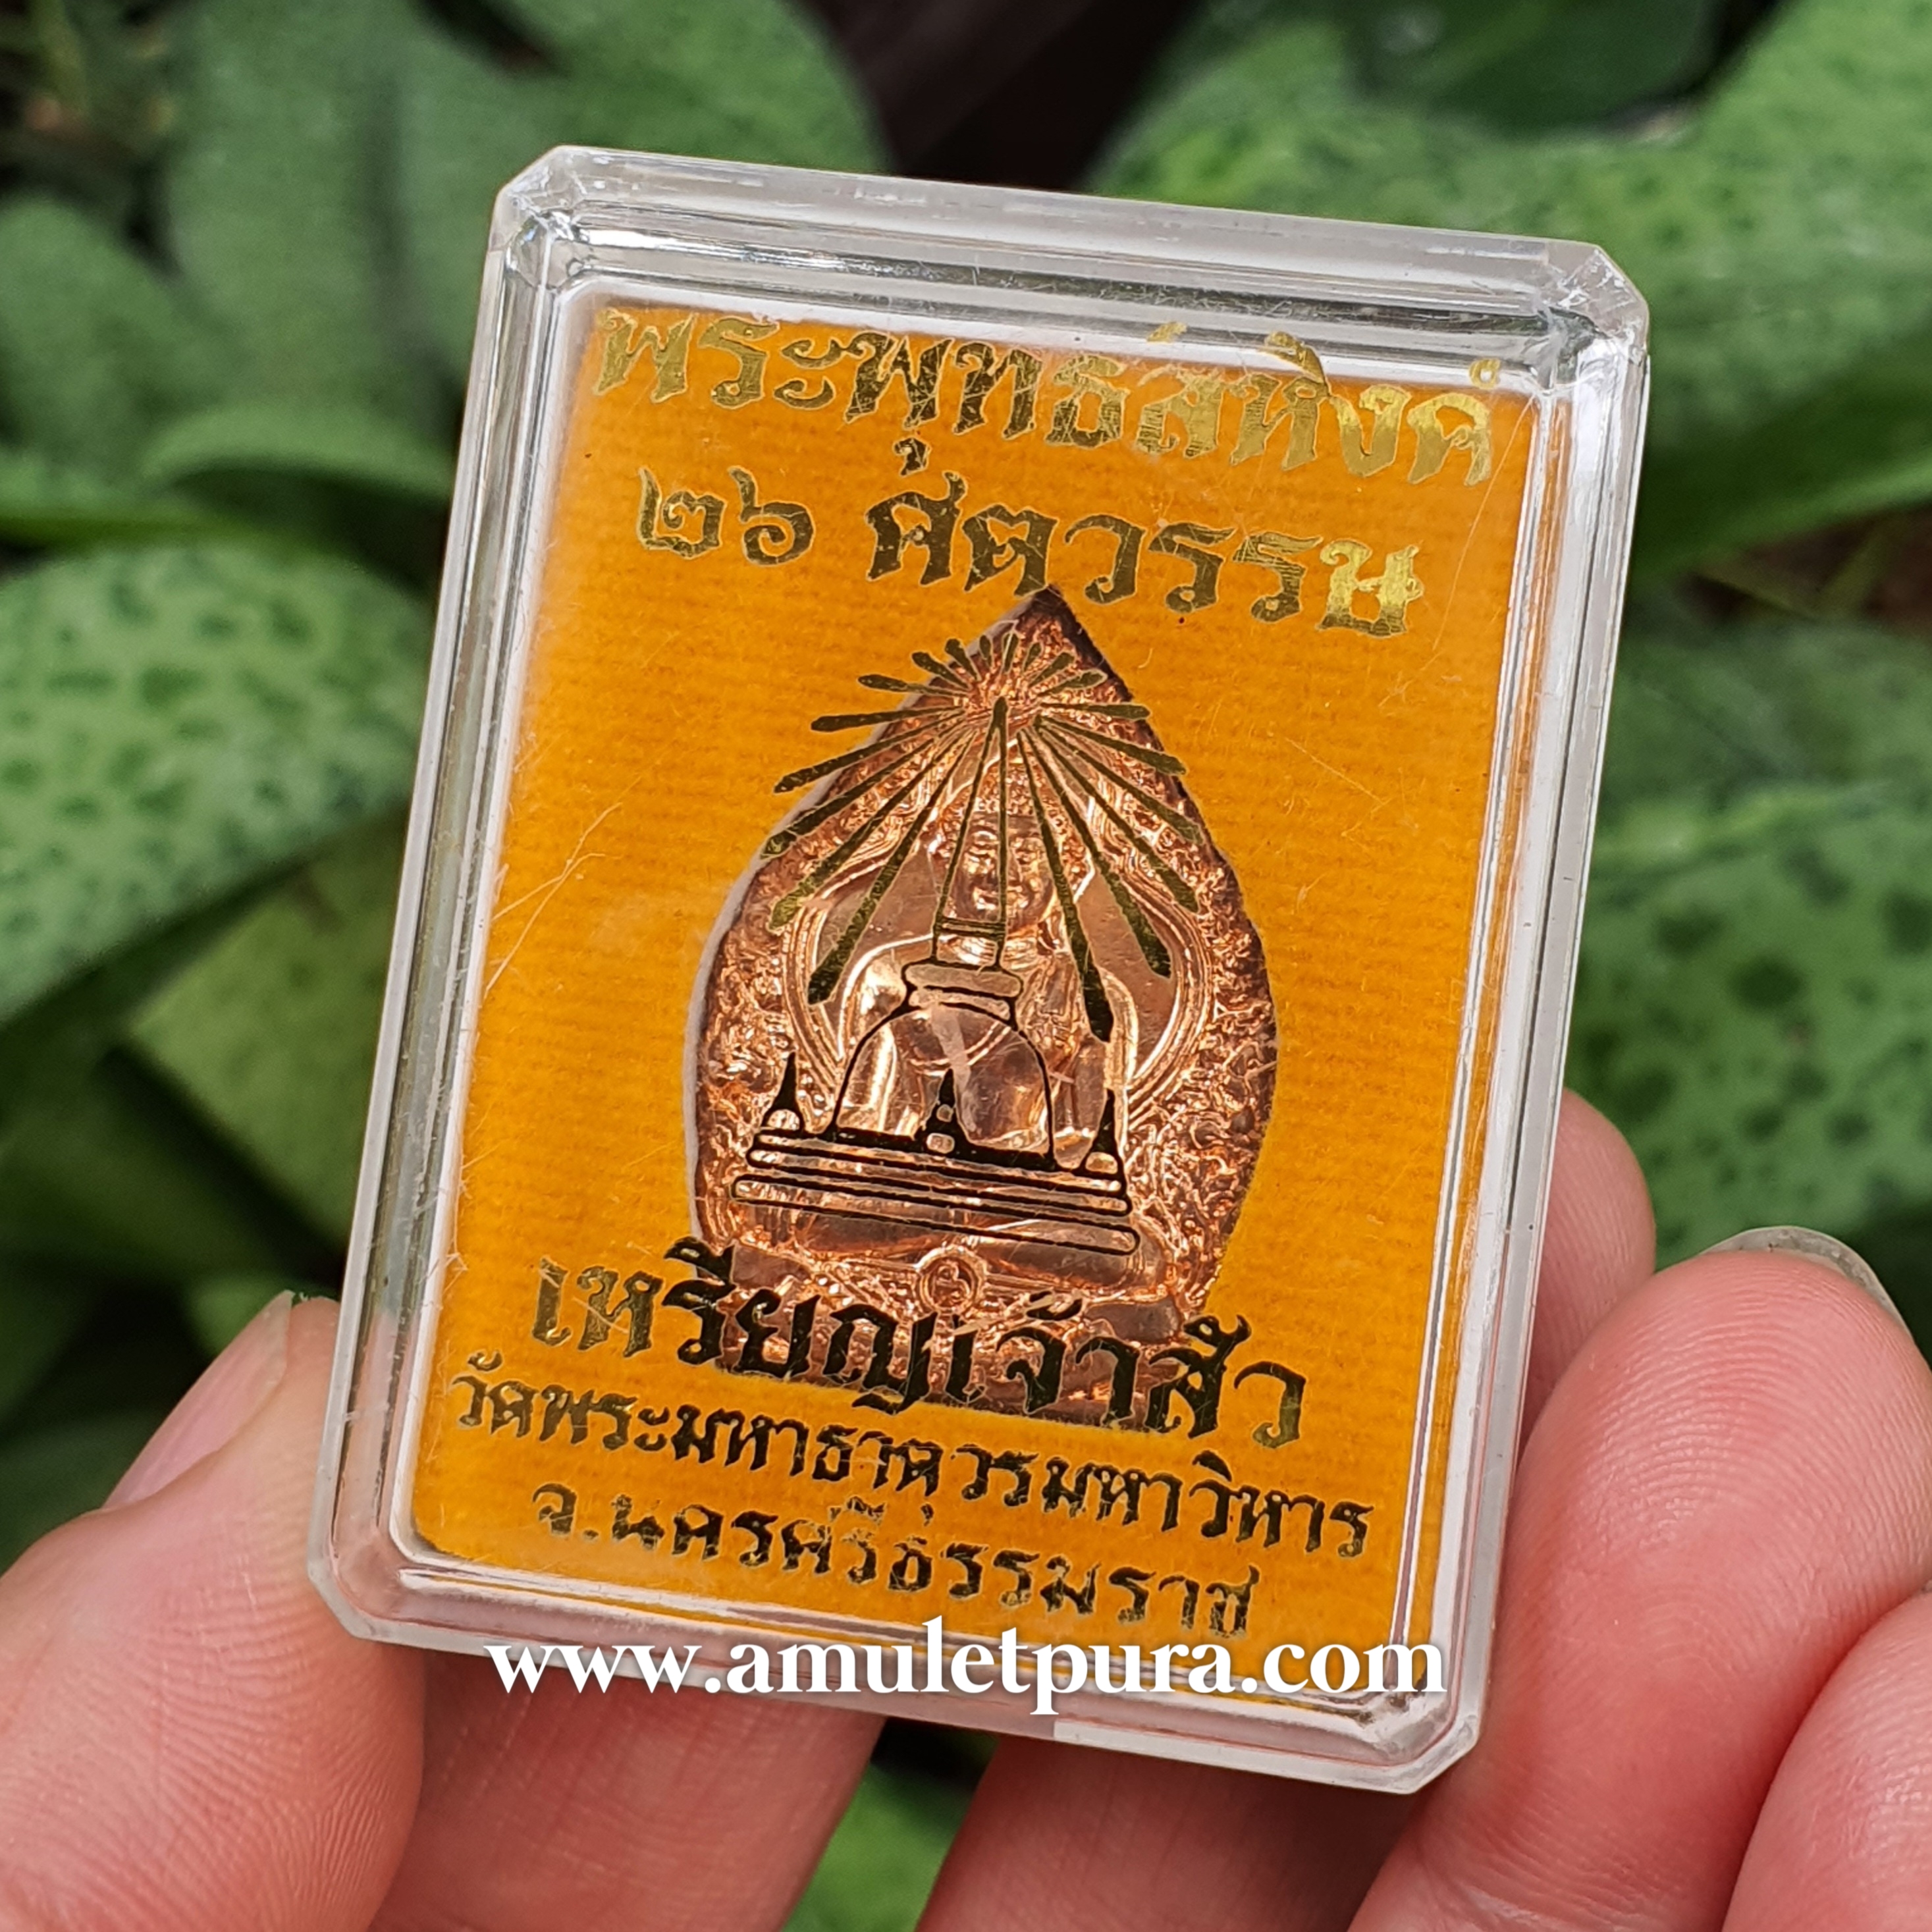 พระพุทธสิหิงค์
๒๖ ศตวรรษ
เหรียญเจ้าสัว
วัดพระมหาธาตุวรมหาวิหาร
จ.นครศรีธรรมราช
www.amuletpura.com